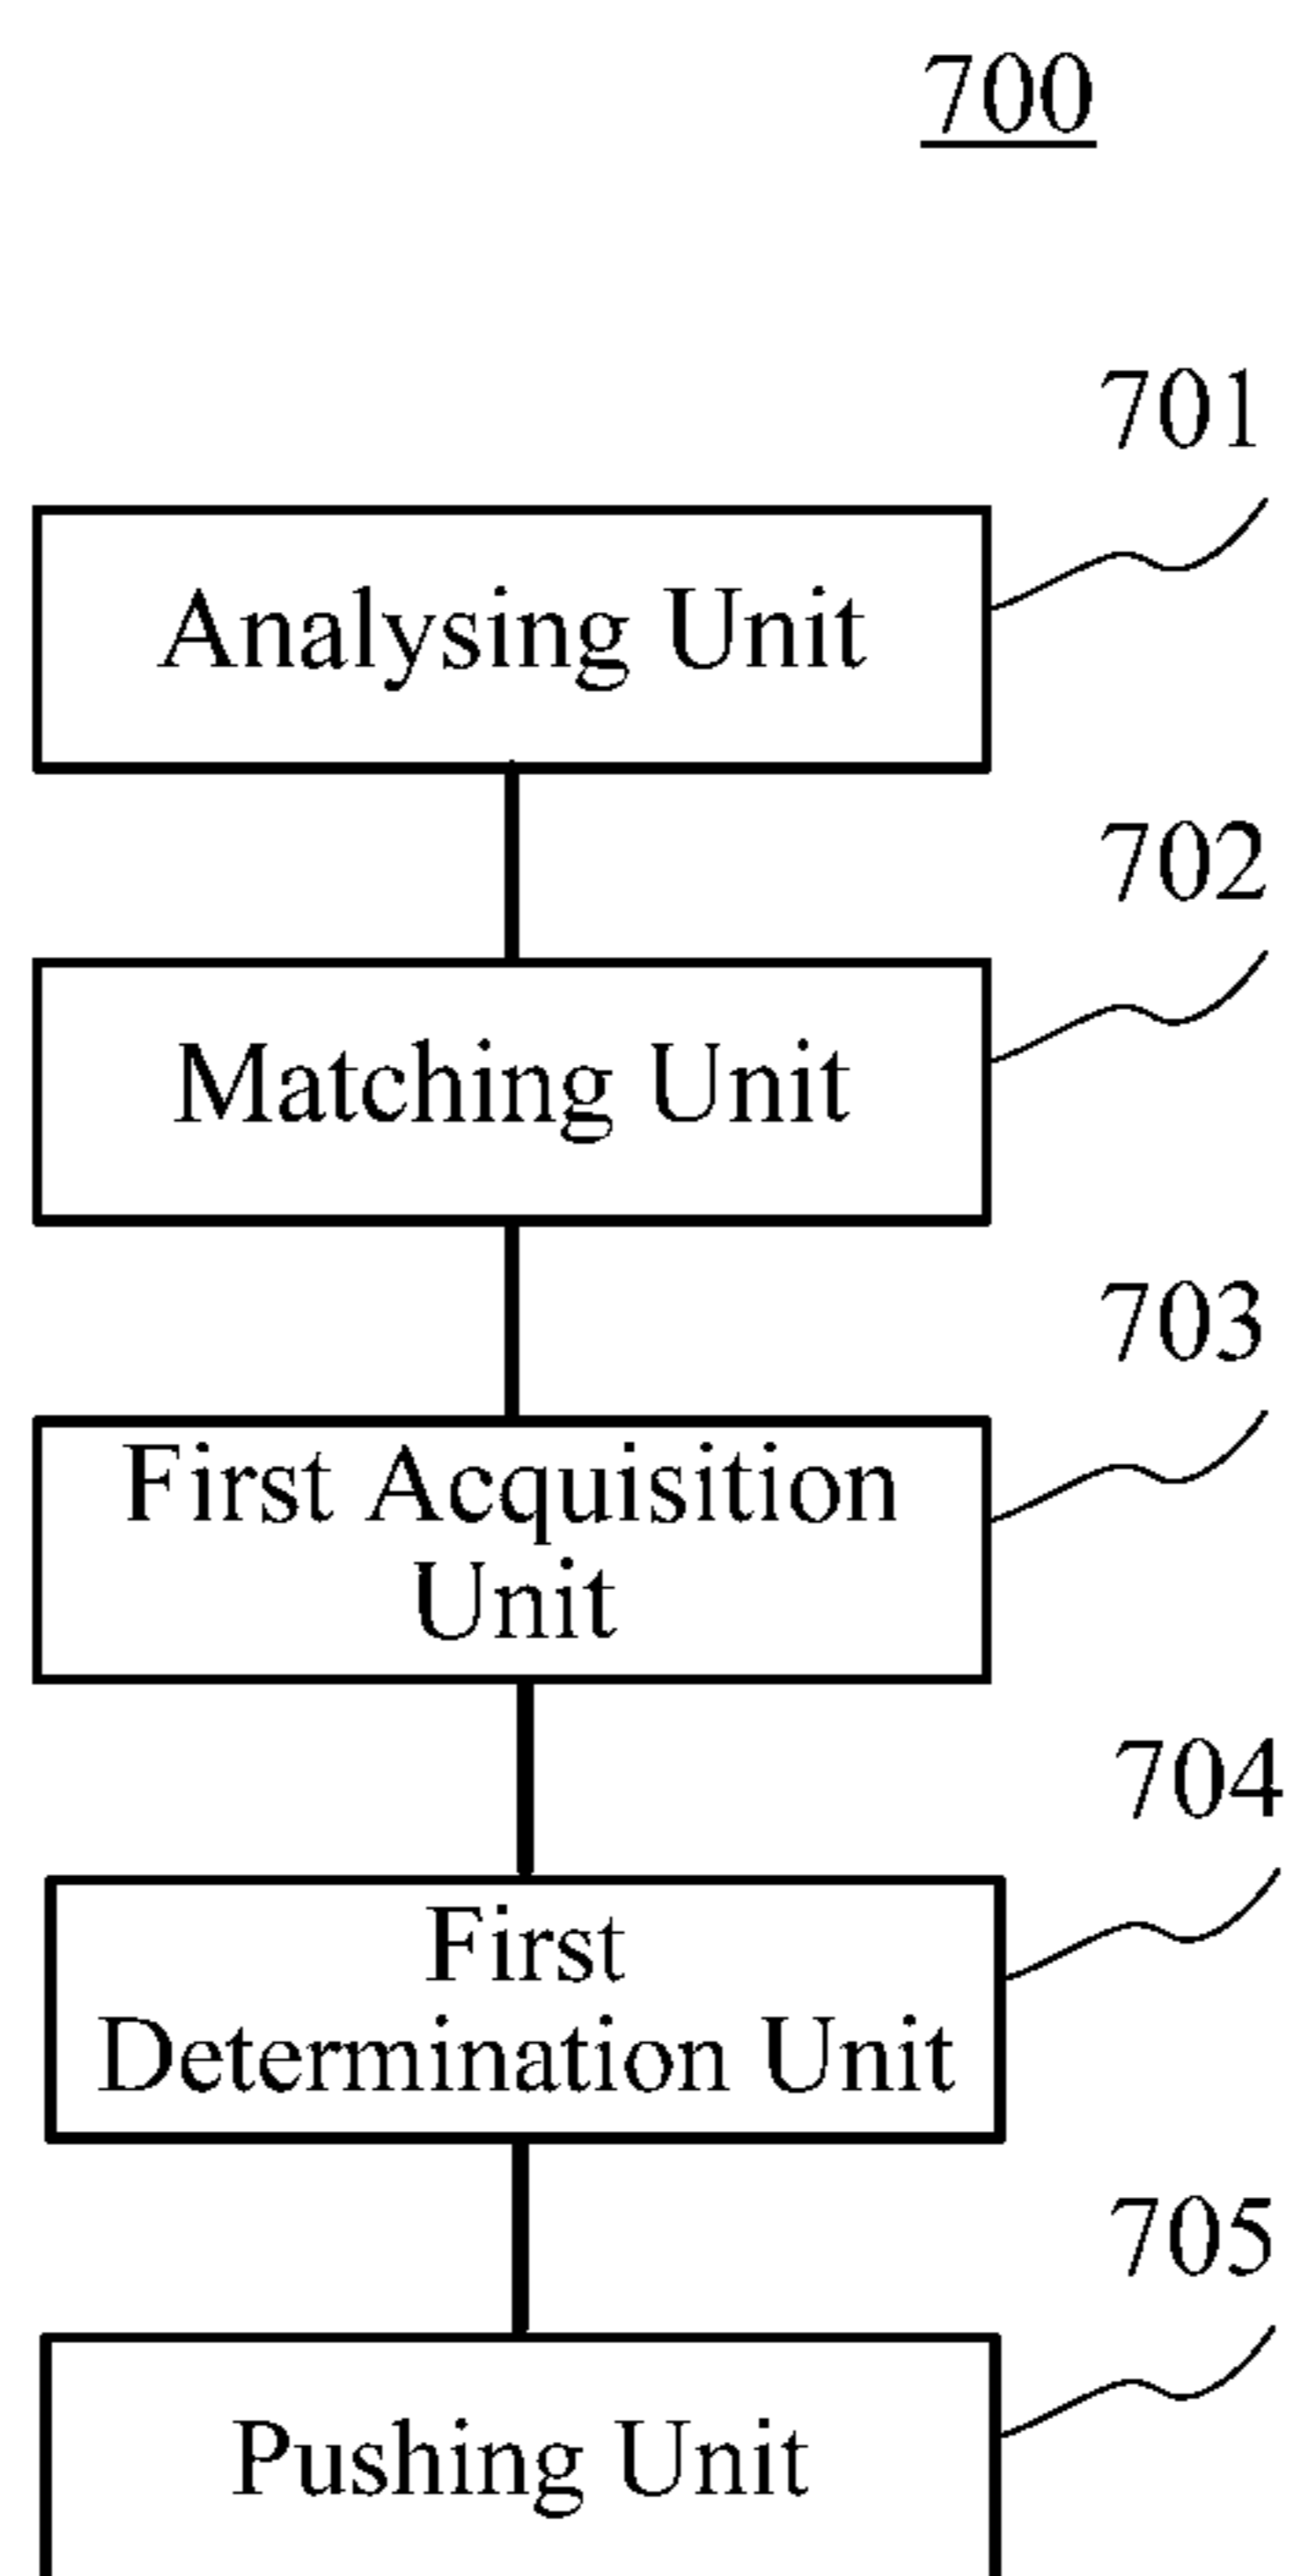 700
701
Analysing Unit
702
Matching Unit
703
First Acquisition
Unit
704
First
Determination Unit
705
Pushing Unit